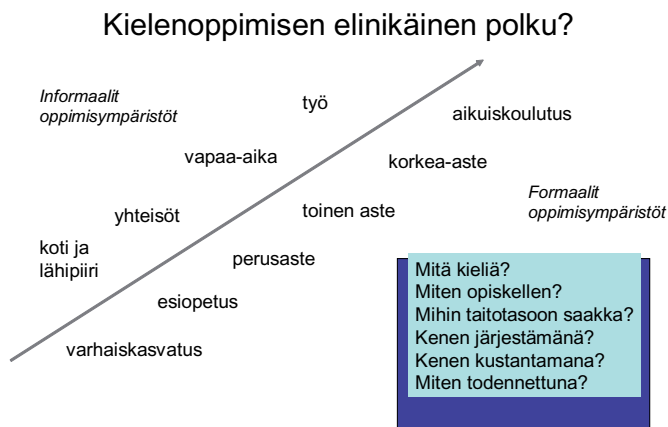 Kielenoppimisen elinikäinen polku?
Informaalit
oppimisympäristöt
työ
aikuiskoulutus
vapaa-aika
korkea-aste
yhteisöt
toinen aste
Formaalit
oppimisympäristöt
koti ja
lähipiiri
perusaste
esiopetus
varhaiskasvatus
Mitä kieliä?
Miten opiskellen?
Mihin taitotasoon saakka?
Kenen järjestämänä?
Kenen kustantamana?
Miten todennettuna?